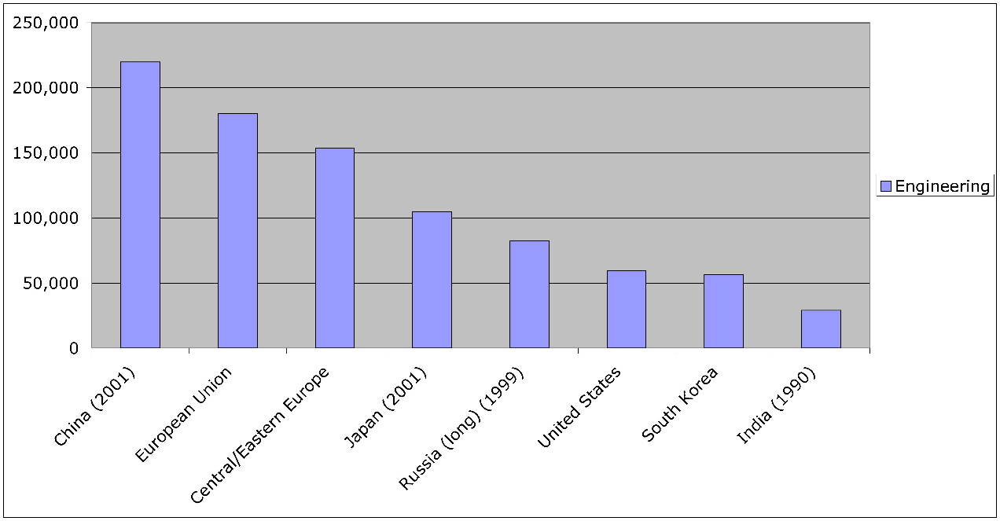 250,000
200,000
150,000
100,000
50,000
0
Engineering
China (2001)
European Union
Central/Eastern Europe
Japan (2001)
Russia (long) (1999)
United States
South Korea
India (1990)